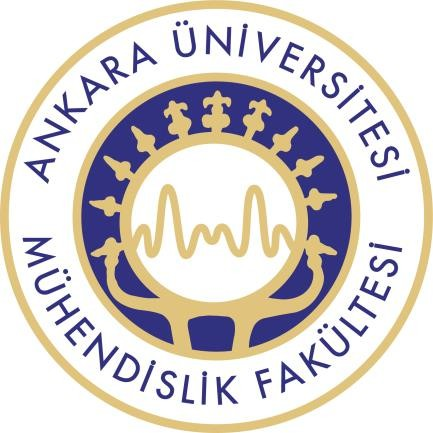 ANKARA ÜNİVERSİTESİ
MÜHENDİSLİK FAKÜLTESİ